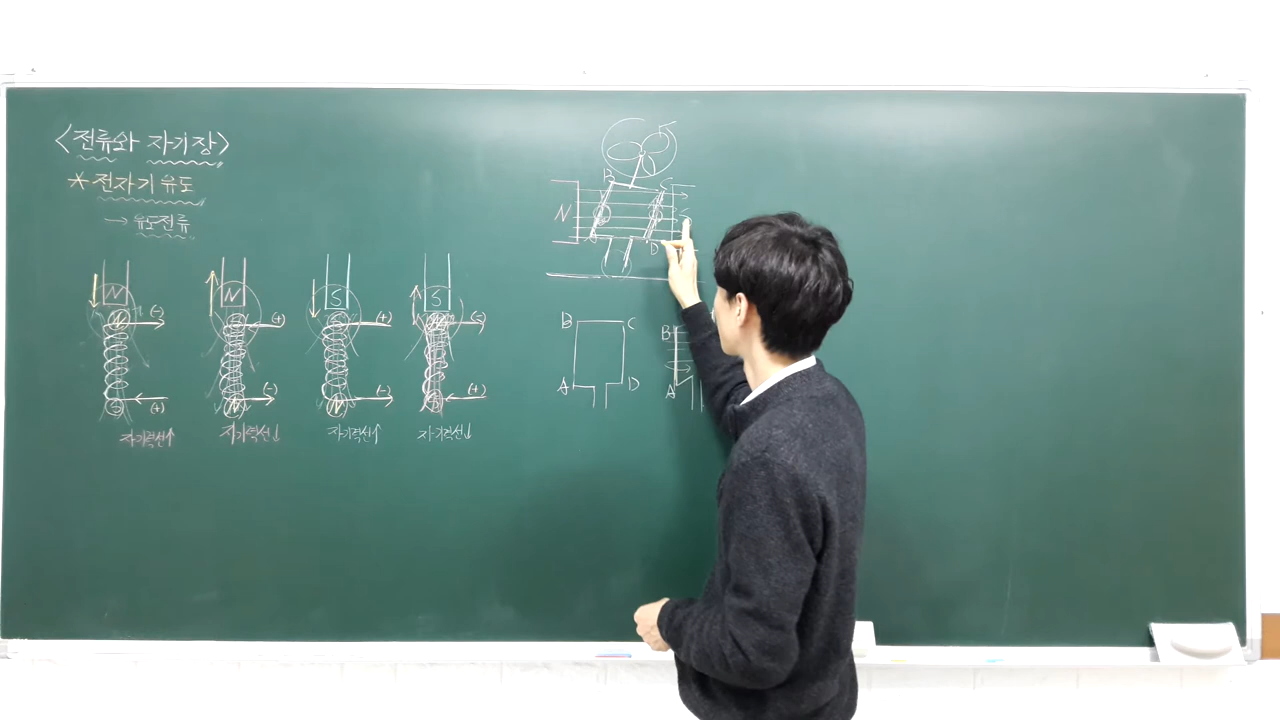 <전류와 자기장>
* 전자기 유도
→ 유도전류
N
N
S
S
N (-)
S (+)
S (+)
N (-)
S (+)
N (-)
N (-)
S (+)
자기력선↑
자기력선↓
자기력선↑
자기력선↓
B C
N S
D
B C
A D
B
A